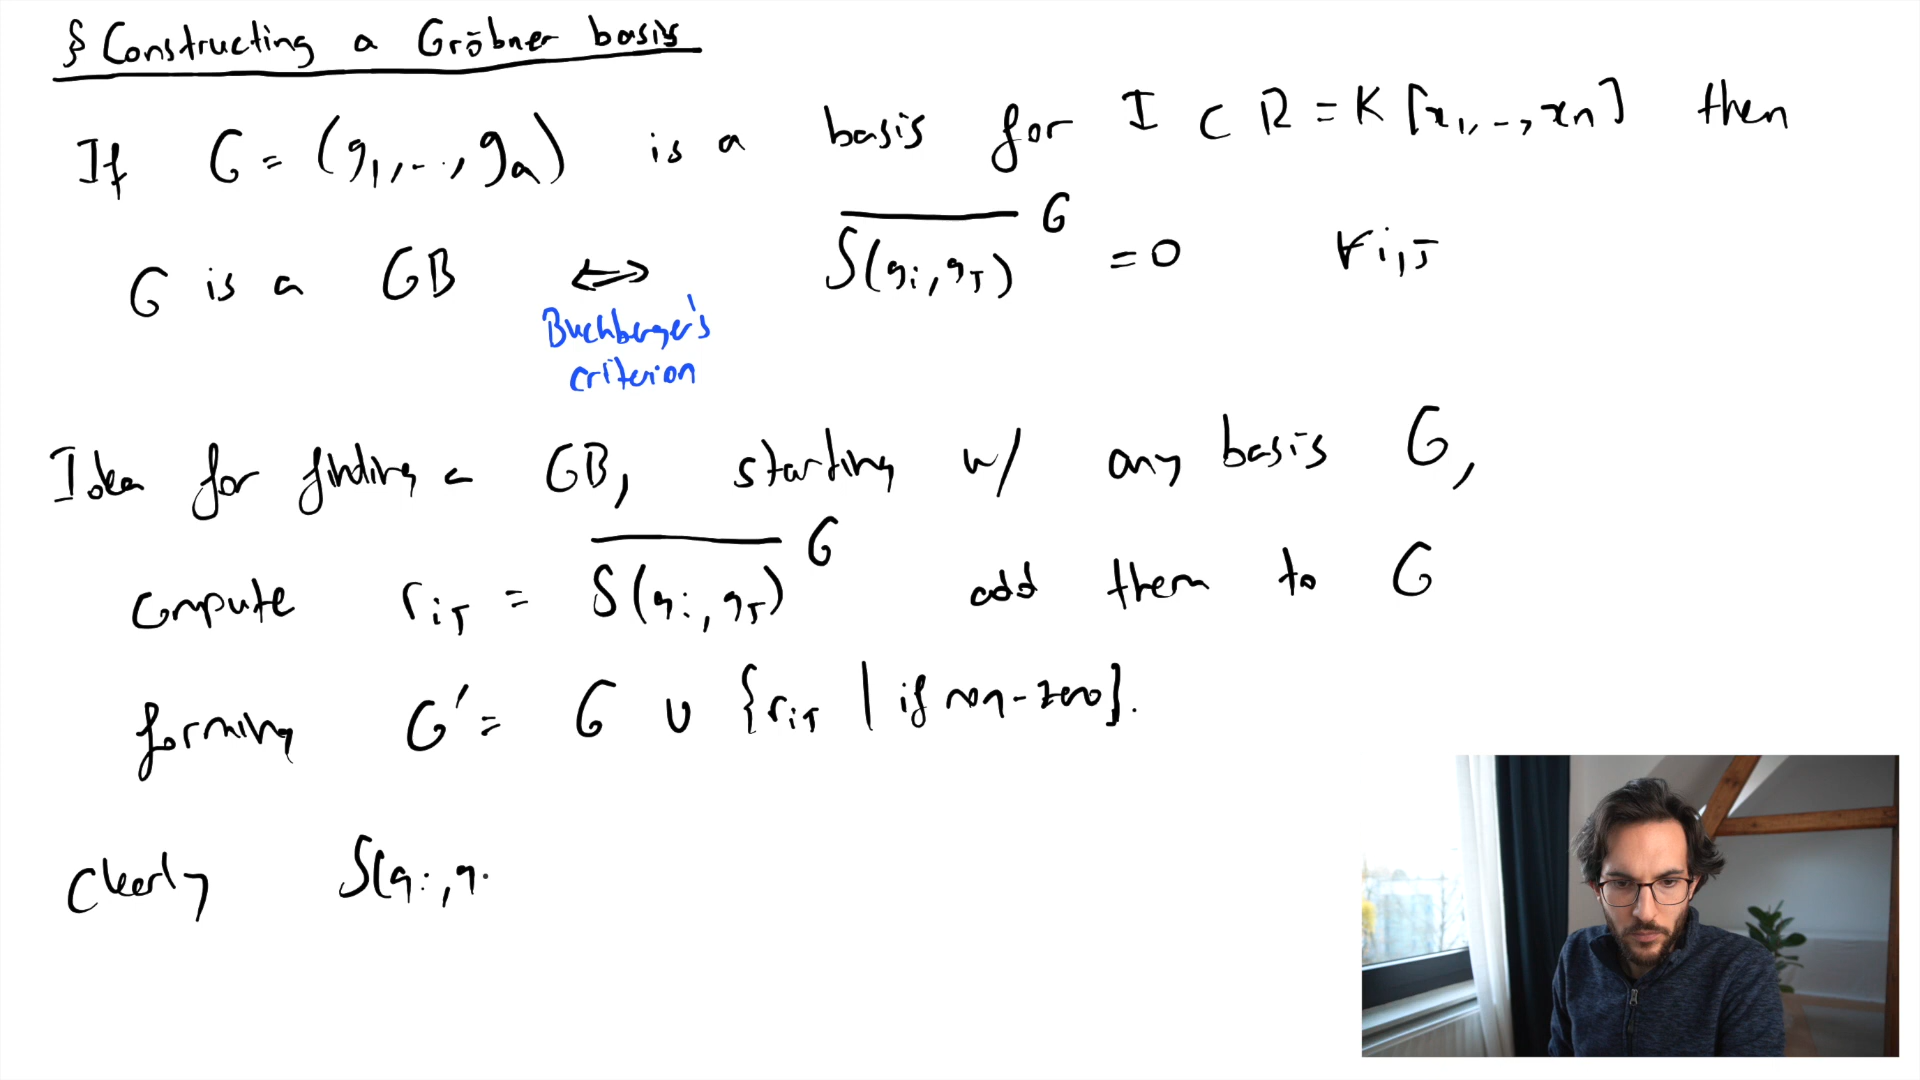 § Constructing a Gröbner basis
If G = (g₁,..., gₐ) is a basis for I ⊂ R = K[x₁,..,xₙ] then
G is a GB ⟺ \overline{S(gᵢ,gⱼ)}^G = 0 ∀i,j
Buchberger's
criterion
Idea for finding a GB, starting w/ any basis G,
compute rᵢⱼ = \overline{S(gᵢ,gⱼ)}^G add them to G
forming G' = G ∪ {rᵢⱼ | if non-zero}.
Clearly S(gᵢ,g